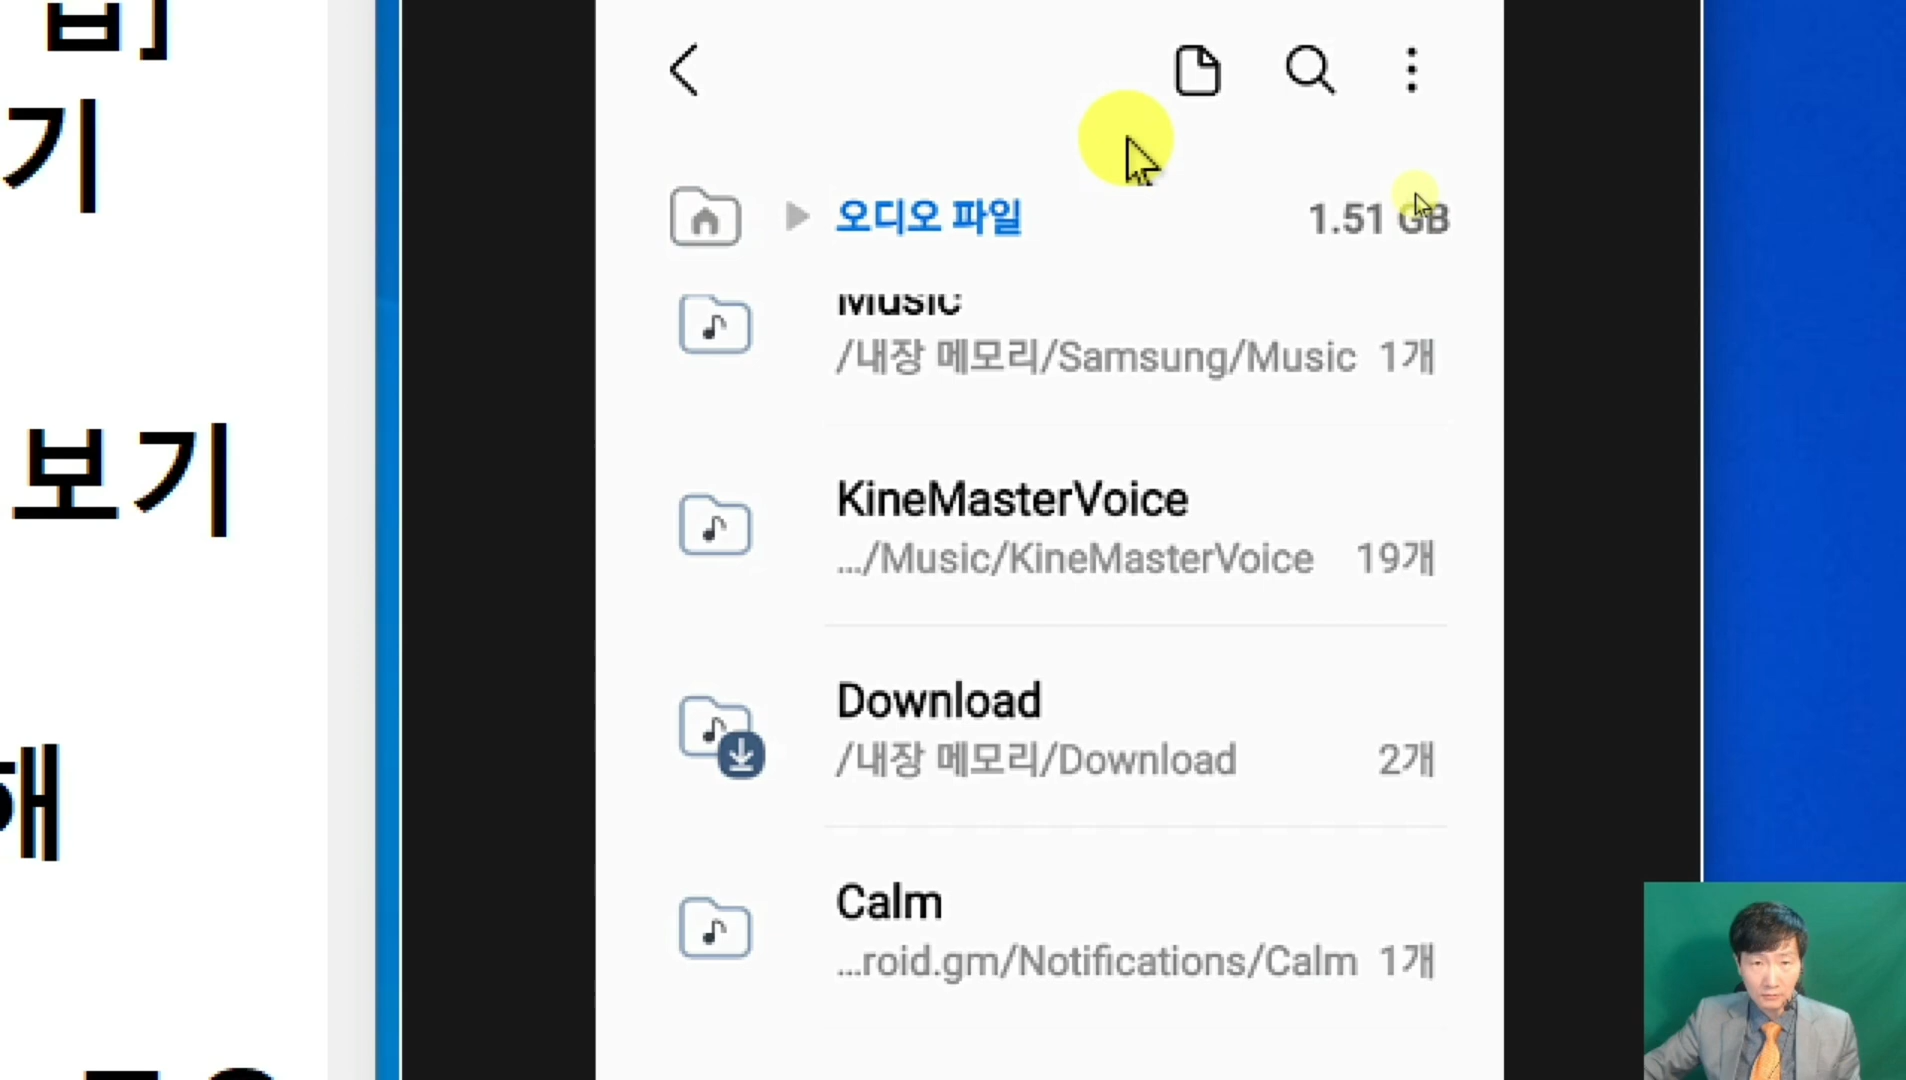 기
보기
해
오디오 파일
1.51 GB
Music
/내장 메모리/Samsung/Music 1개
KineMasterVoice
.../Music/KineMasterVoice 19개
Download
/내장 메모리/Download 2개
Calm
...roid.gm/Notifications/Calm 1개